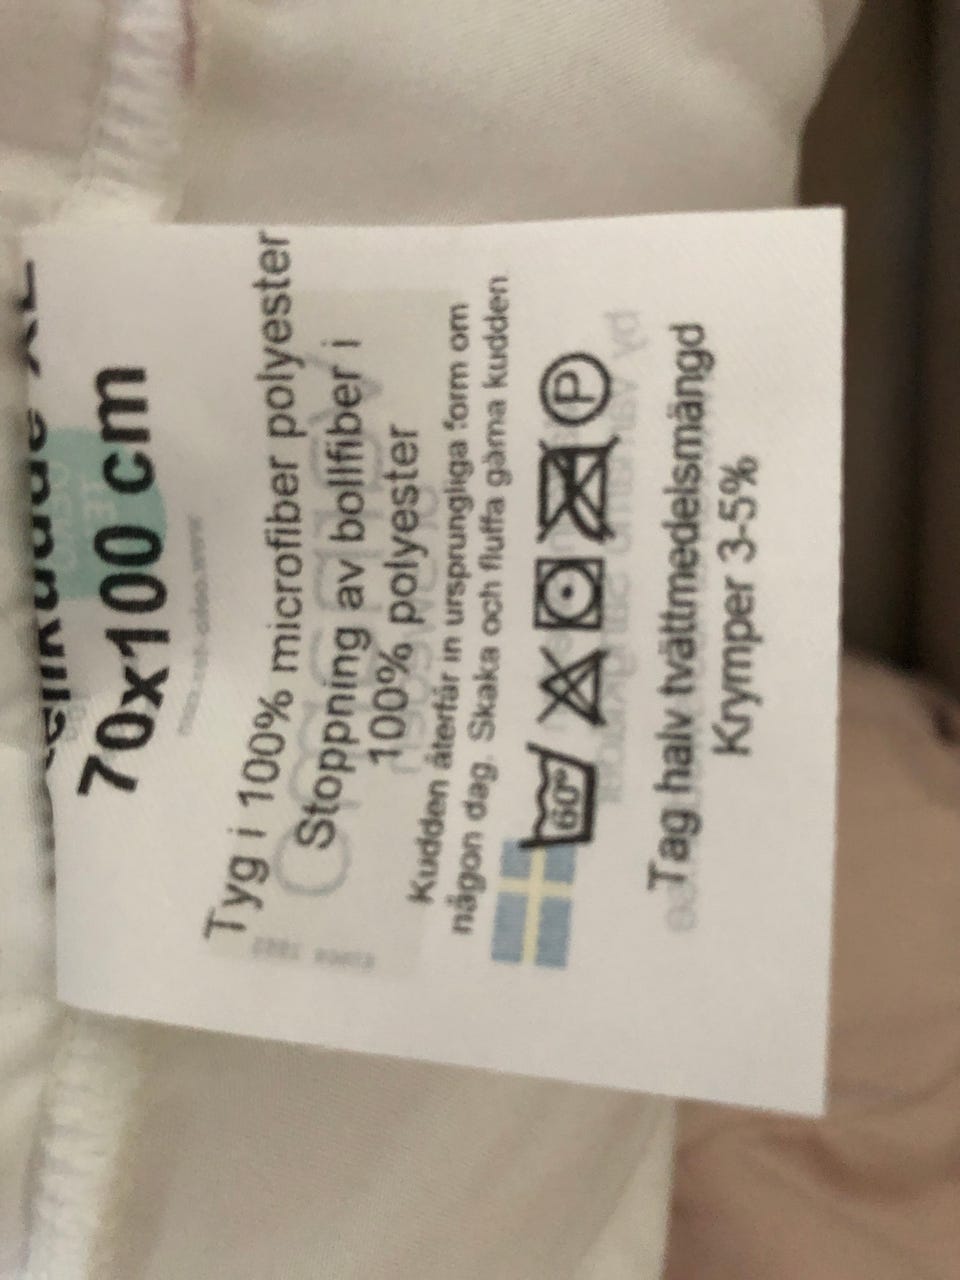 70x100 cm
Tyg i 100% microfiber polyester
Stoppning av bollfiber i
100% polyester
Kudden återfår in ursprungliga form om
någon dag. Skaka och fluffa gärna kudden
60°
P
Tag halv tvättmedelsmängd
Krymper 3-5%